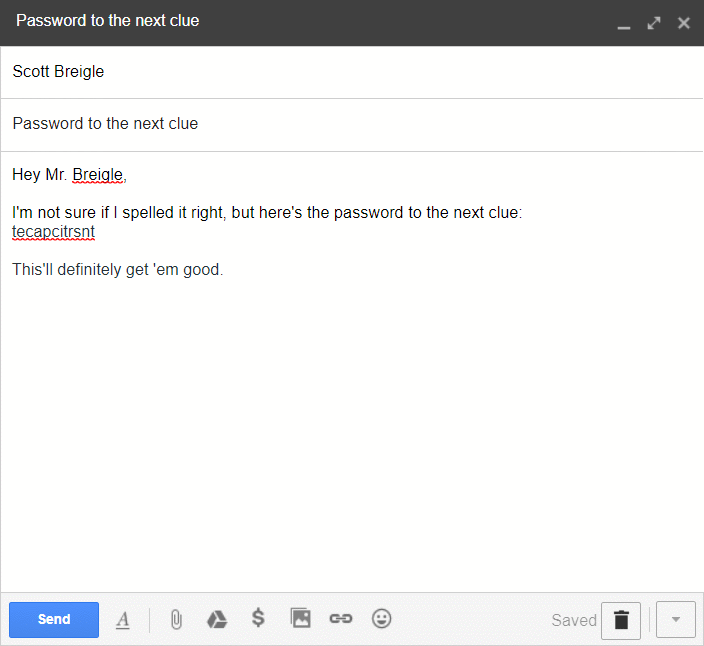 Password to the next clue
Scott Breigle
Password to the next clue
Hey Mr. Breigle,
I'm not sure if I spelled it right, but here's the password to the next clue:
tecapcitrsnt
This'll definitely get 'em good.
Send
A
$
Saved